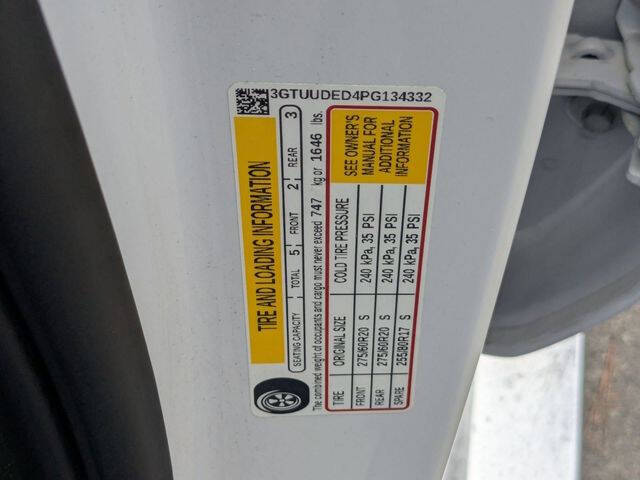 3GTUUDED4PG134332
TIRE AND LOADING INFORMATION
SEATING CAPACITY TOTAL 5 FRONT 2 REAR 3
The combined weight of occupants and cargo must never exceed 747 kg or 1646 lbs.
TIRE ORIGINAL SIZE COLD TIRE PRESSURE
FRONT 275/60R20 S 240 kPa, 35 PSI
REAR 275/60R20 S 240 kPa, 35 PSI
SPARE 255/80R17 S 240 kPa, 35 PSI
SEE OWNER'S
MANUAL FOR
ADDITIONAL
INFORMATION